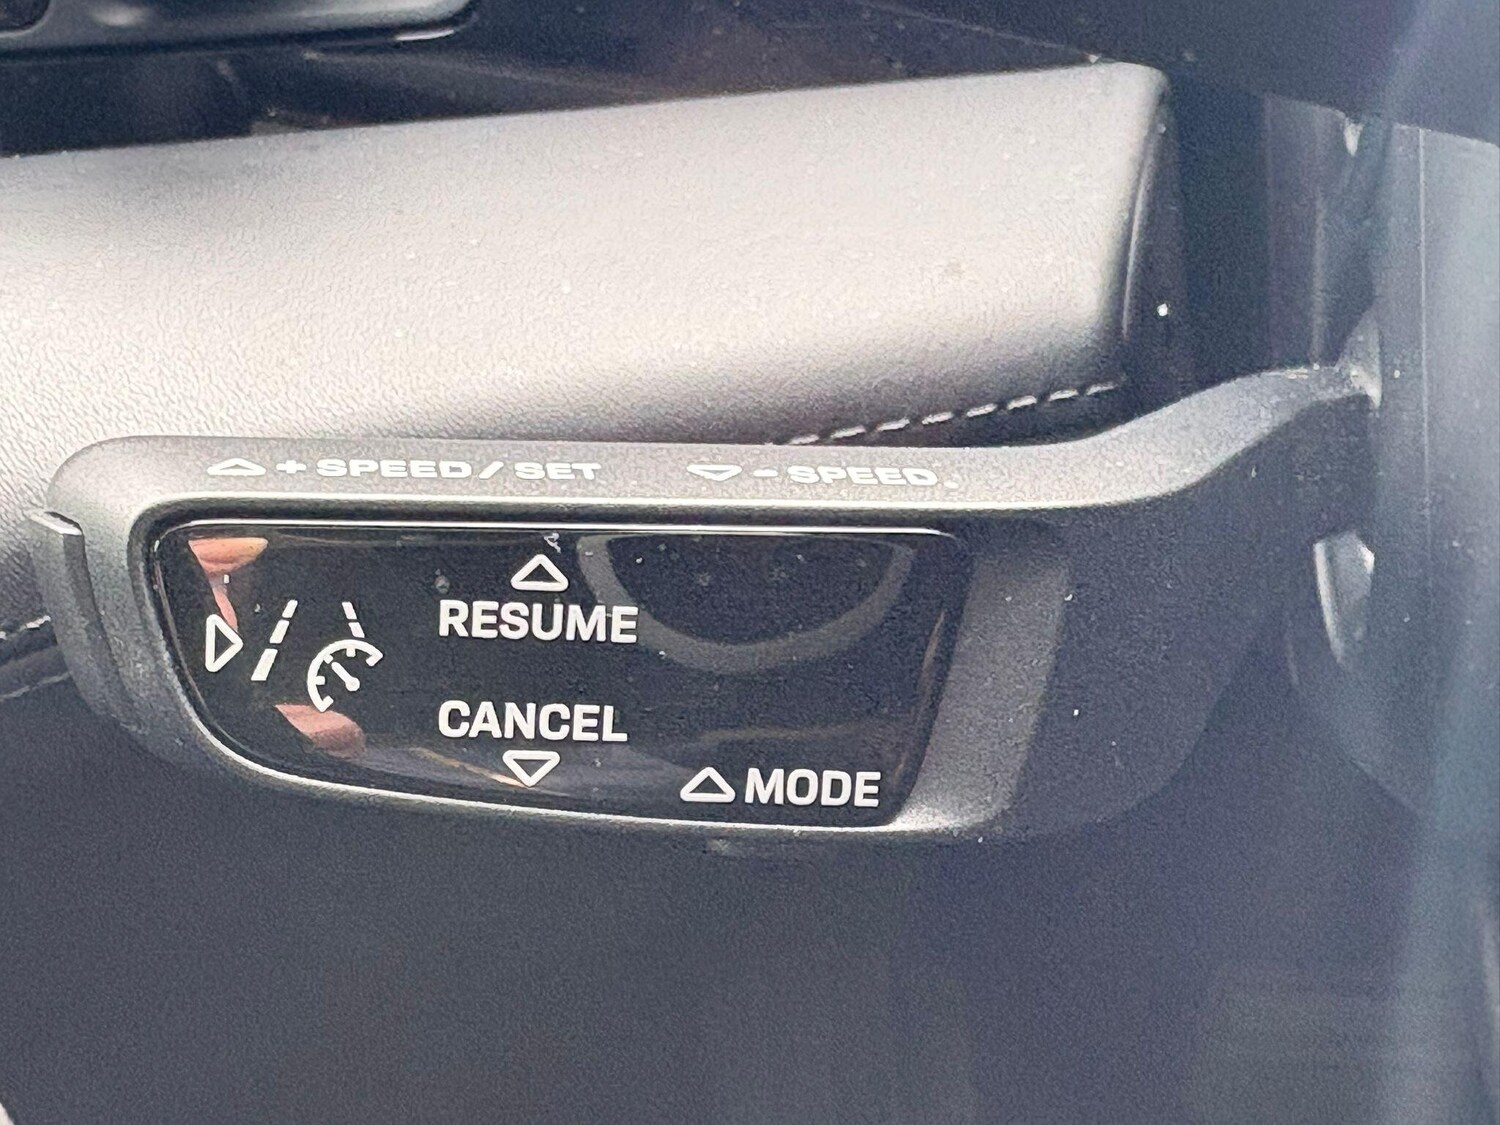 + SPEED / SET - SPEED
RESUME
CANCEL
MODE